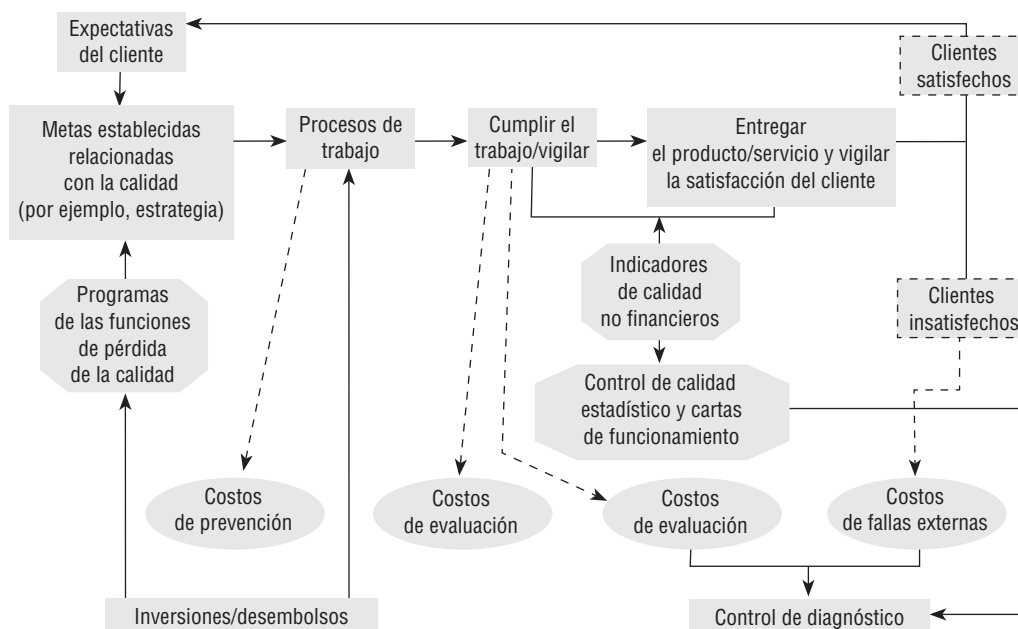 Expectativas
del cliente
Clientes
satisfechos
Metas establecidas
relacionadas
con la calidad
(por ejemplo, estrategia)
Procesos de
trabajo
Cumplir el
trabajo/vigilar
Entregar
el producto/servicio y vigilar
la satisfacción del cliente
Programas
de las funciones
de pérdida
de la calidad
Indicadores
de calidad
no financieros
Clientes
insatisfechos
Control de calidad
estadístico y cartas
de funcionamiento
Costos
de prevención
Costos
de evaluación
Costos
de evaluación
Costos
de fallas externas
Inversiones/desembolsos
Control de diagnóstico